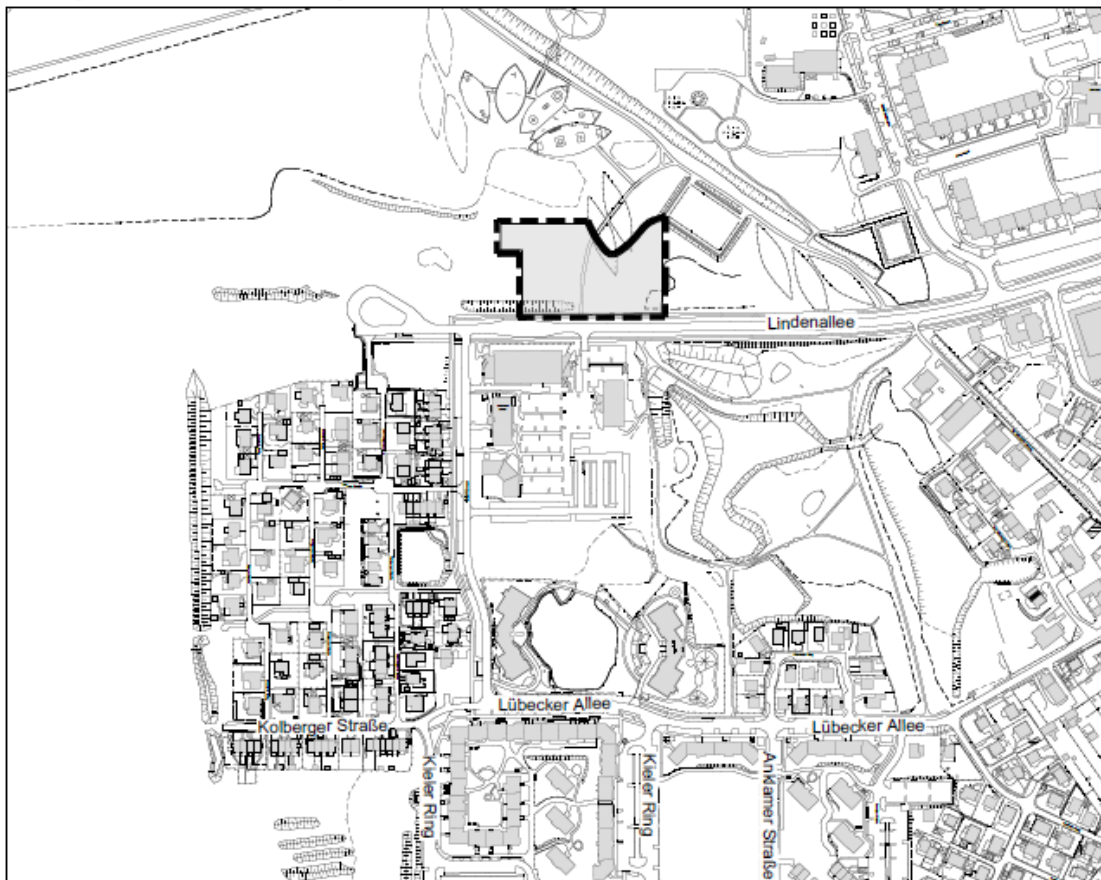 Lindenallee
Lübecker Allee
Kolberger Straße
Lübecker Allee
Kieler Ring
Kieler Ring
Anklamer Straße